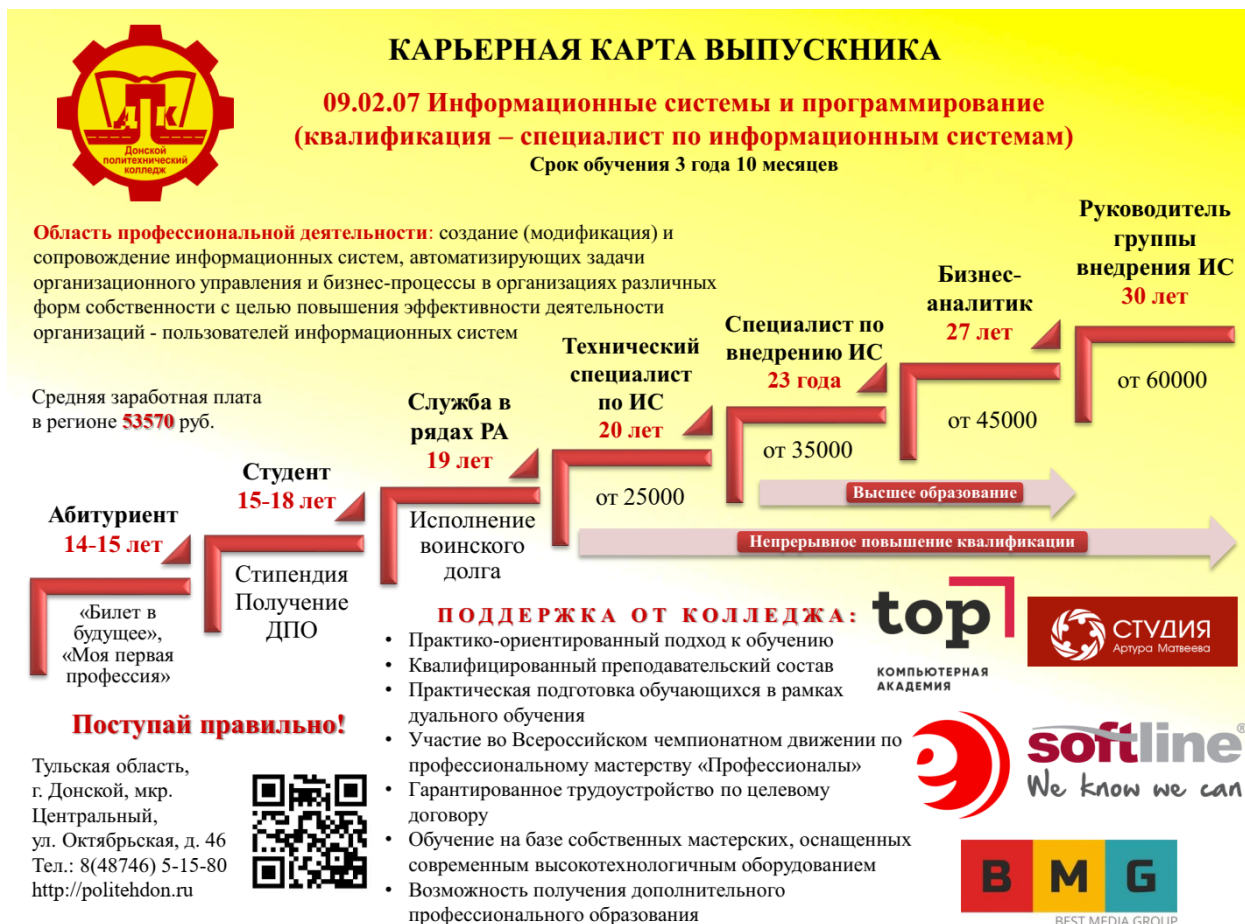 Донской
политехнический
колледж
КАРЬЕРНАЯ КАРТА ВЫПУСКНИКА
09.02.07 Информационные системы и программирование
(квалификация – специалист по информационным системам)
Срок обучения 3 года 10 месяцев
Область профессиональной деятельности: создание (модификация) и
сопровождение информационных систем, автоматизирующих задачи
организационного управления и бизнес-процессы в организациях различных
форм собственности с целью повышения эффективности деятельности
организаций - пользователей информационных систем
Средняя заработная плата
в регионе 53570 руб.
Абитуриент
14-15 лет
«Билет в
будущее»,
«Моя первая
профессия»
Студент
15-18 лет
Стипендия
Получение
ДПО
Служба в
рядах РА
19 лет
Исполнение
воинского
долга
Технический
специалист
по ИС
20 лет
от 25000
Специалист по
внедрению ИС
23 года
от 35000
Бизнес-
аналитик
27 лет
от 45000
Руководитель
группы
внедрения ИС
30 лет
от 60000
Высшее образование
Непрерывное повышение квалификации
Поступай правильно!
Тульская область,
г. Донской, мкр.
Центральный,
ул. Октябрьская, д. 46
Тел.: 8(48746) 5-15-80
http://politehdon.ru
ПОДДЕРЖКА ОТ КОЛЛЕДЖА:
• Практико-ориентированный подход к обучению
• Квалифицированный преподавательский состав
• Практическая подготовка обучающихся в рамках
дуального обучения
• Участие во Всероссийском чемпионатном движении по
профессиональному мастерству «Профессионалы»
• Гарантированное трудоустройство по целевому
договору
• Обучение на базе собственных мастерских, оснащенных
современным высокотехнологичным оборудованием
• Возможность получения дополнительного
профессионального образования
top
КОМПЬЮТЕРНАЯ
АКАДЕМИЯ
СТУДИЯ
Артура Матвеева
softline®
We know we can
BMG
BEST MEDIA GROUP